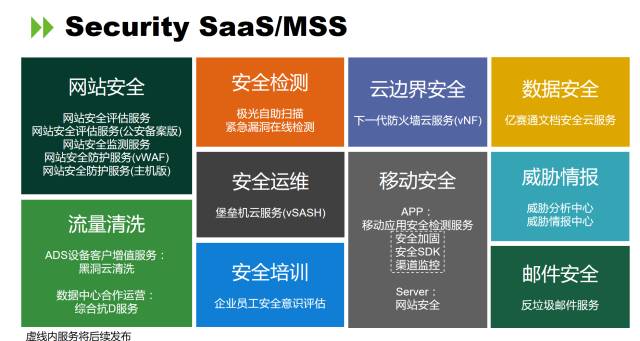 Security SaaS/MSS
网站安全
网站安全评估服务
网站安全评估服务(公安备案版)
网站安全监测服务
网站安全防护服务(vWAF)
网站安全防护服务(主机版)
流量清洗
ADS设备客户增值服务：
黑洞云清洗
数据中心合作运营：
综合抗D服务
安全检测
极光自助扫描
紧急漏洞在线检测
安全运维
堡垒机云服务(vSASH)
安全培训
企业员工安全意识评估
云边界安全
下一代防火墙云服务(vNF)
移动安全
APP：
移动应用安全检测服务
安全加固
安全SDK
渠道监控
Server：
网站安全
数据安全
亿赛通文档安全云服务
威胁情报
威胁分析中心
威胁情报中心
邮件安全
反垃圾邮件服务
虚线内服务将后续发布